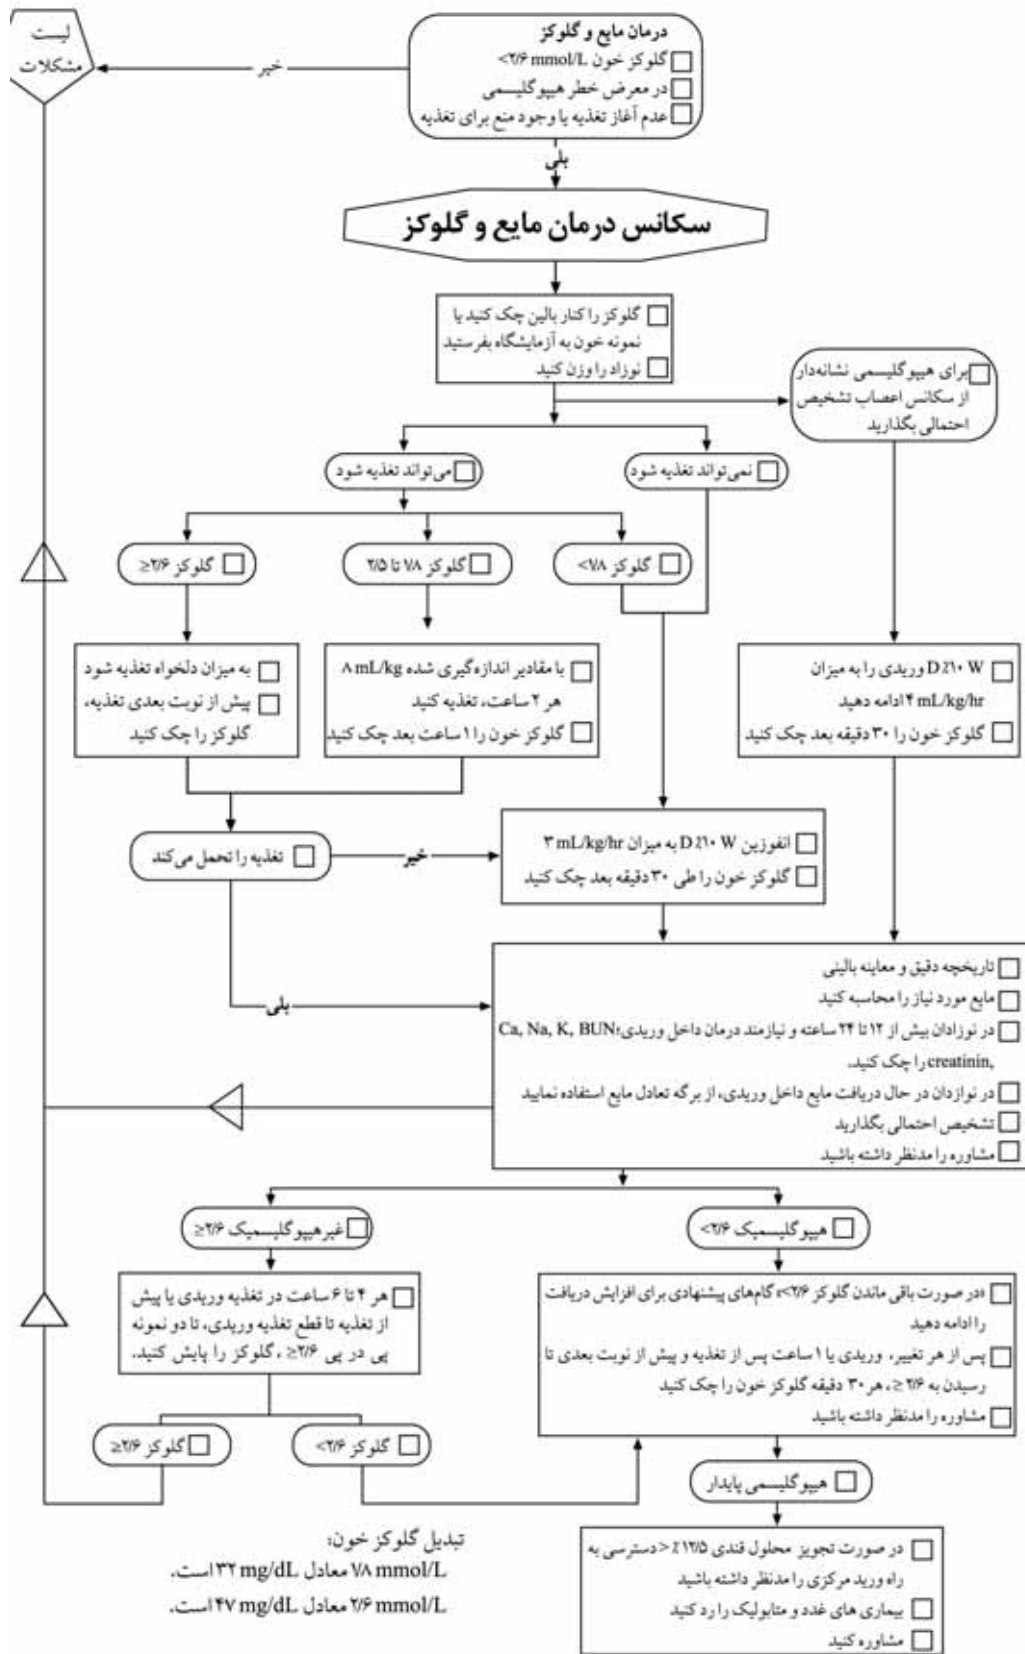 لیست
مشکلات
درمان مایع و گلوکز
گلوکز خون ۲/۶ mmol/L>
در معرض خطر هیپوگلیسمی
عدم آغاز تغذیه یا وجود منع برای تغذیه
خیر
بلی
سکانس درمان مایع و گلوکز
گلوکز را کنار بالین چک کنید یا
نمونه خون به آزمایشگاه بفرستید
نوزاد را وزن کنید
برای هیپوگلیسمی نشانه‌دار
از سکانس اعصاب تشخیص
احتمالی بگذارید
می‌تواند تغذیه شود
نمی‌تواند تغذیه شود
گلوکز ۲/۶≤
گلوکز ۱/۸ تا ۲/۵
گلوکز ۱/۸>
به میزان دلخواه تغذیه شود
پیش از نوبت بعدی تغذیه،
گلوکز را چک کنید
با مقادیر اندازه‌گیری شده ۸ mL/kg
هر ۲ ساعت، تغذیه کنید
گلوکز خون را ۱ ساعت بعد چک کنید
D ٪۱۰ W وریدی را به میزان
۴ mL/kg/hr ادامه دهید
گلوکز خون را ۳۰ دقیقه بعد چک کنید
تغذیه را تحمل می‌کند
خیر
انفوزین D ٪۱۰ W به میزان ۳ mL/kg/hr
گلوکز خون را طی ۳۰ دقیقه بعد چک کنید
بلی
تاریخچه دقیق و معاینه بالینی
مایع مورد نیاز را محاسبه کنید
در نوزادان بیش از ۱۲ تا ۲۴ ساعته و نیازمند درمان داخل وریدی؛ Ca, Na, K, BUN
,creatinin را چک کنید.
در نوازدان در حال دریافت مایع داخل وریدی، از برگه تعادل مایع استفاده نمایید
تشخیص احتمالی بگذارید
مشاوره را مدنظر داشته باشید
غیرهیپوگلیسمیک ۲/۶≤
هیپوگلیسمیک ۲/۶>
هر ۴ تا ۶ ساعت در تغذیه وریدی یا پیش
از تغذیه تا قطع تغذیه وریدی، تا دو نمونه
پی در پی ۲/۶≤، گلوکز را پایش کنید.
«در صورت باقی ماندن گلوکز ۲/۶>» گام‌های پیشنهادی برای افزایش دریافت
را ادامه دهید
پس از هر تغییر، وریدی یا ۱ ساعت پس از تغذیه و پیش از نوبت بعدی تا
رسیدن به ۲/۶ ≤، هر ۳۰ دقیقه گلوکز خون را چک کنید
مشاوره را مدنظر داشته باشید
گلوکز ۲/۶≤
گلوکز ۲/۶>
هیپوگلیسمی پایدار
در صورت تجویز محلول قندی ۱۲/۵٪ < دسترسی به
راه ورید مرکزی را مدنظر داشته باشید
بیماری های غدد و متابولیک را رد کنید
مشاوره کنید
تبدیل گلوکز خون:
۱/۸ mmol/L معادل ۳۲ mg/dL است.
۲/۶ mmol/L معادل ۴۷ mg/dL است.